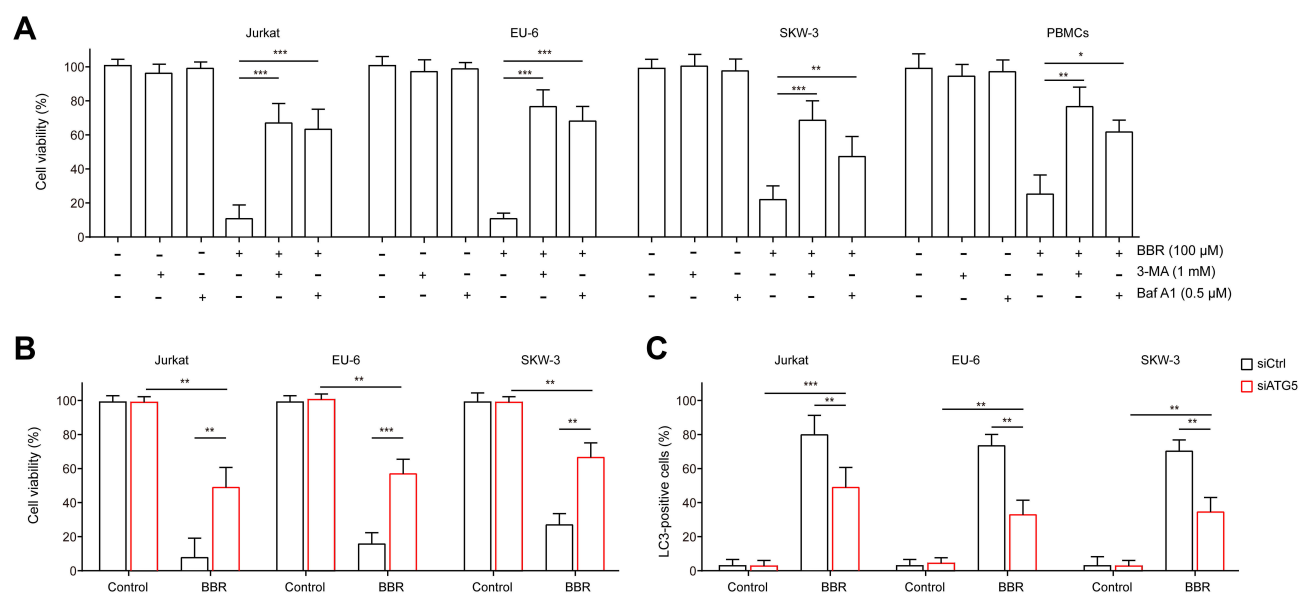 A
Jurkat EU-6 SKW-3 PBMCs
*** *** ** *
*** *** *** **
Cell viability (%)
100
80
60
40
20
0
- - - + + + - - - + + + - - - + + + - - - + + + BBR (100 µM)
- + - - + - - + - - + - - + - - + - - + - - + - 3-MA (1 mM)
- - + - - + - - + - - + - - + - - + - - + - - + Baf A1 (0.5 µM)
B
Jurkat EU-6 SKW-3
** ** **
** *** **
Cell viability (%)
100
80
60
40
20
0
Control BBR Control BBR Control BBR
C
Jurkat EU-6 SKW-3
siCtrl
siATG5
*** ** **
** ** **
LC3-positive cells (%)
100
80
60
40
20
0
Control BBR Control BBR Control BBR